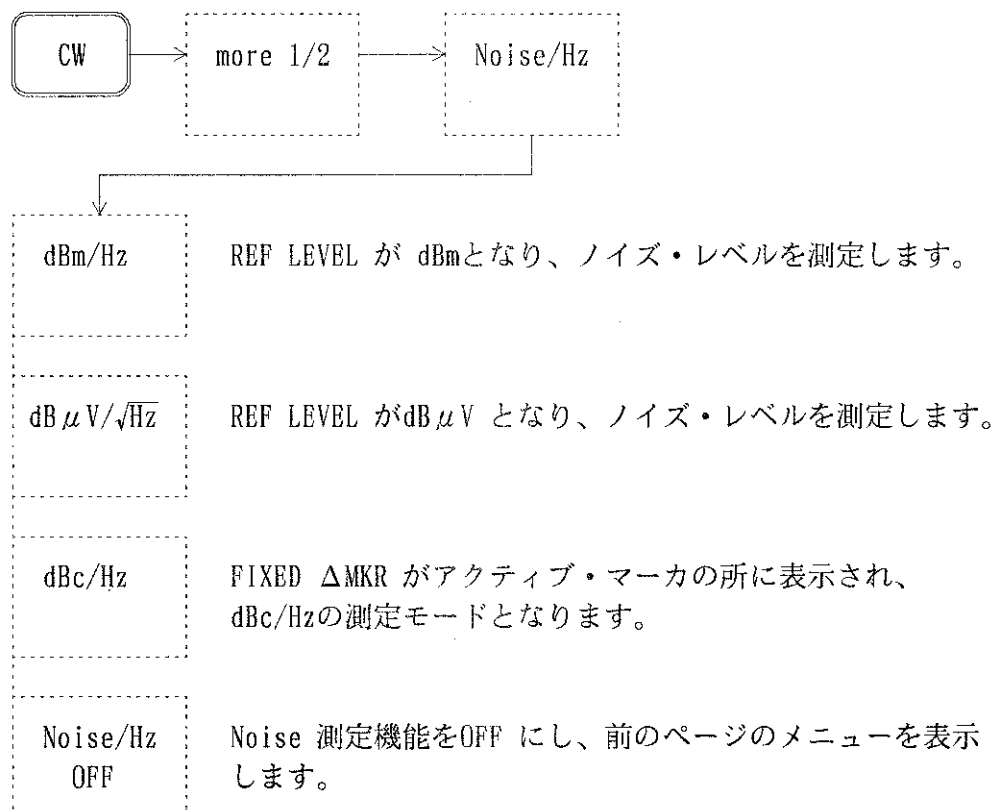 CW
more 1/2
Noise/Hz
dBm/Hz
REF LEVEL が dBmとなり、ノイズ・レベルを測定します。
dBμV/√Hz
REF LEVEL がdBμV となり、ノイズ・レベルを測定します。
dBc/Hz
FIXED ΔMKR がアクティブ・マーカの所に表示され、
dBc/Hzの測定モードとなります。
Noise/Hz
OFF
Noise 測定機能をOFF にし、前のページのメニューを表示
します。